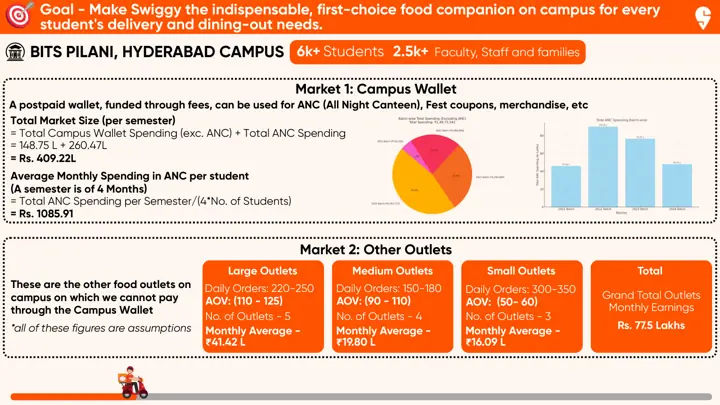 Goal - Make Swiggy the indispensable, first-choice food companion on campus for every
student's delivery and dining-out needs.
BITS PILANI, HYDERABAD CAMPUS
6k+ Students 2.5k+ Faculty, Staff and families
Market 1: Campus Wallet
A postpaid wallet, funded through fees, can be used for ANC (All Night Canteen), Fest coupons, merchandise, etc
Total Market Size (per semester)
= Total Campus Wallet Spending (exc. ANC) + Total ANC Spending
= 148.75 L + 260.47L
= Rs. 409.22L
Average Monthly Spending in ANC per student
(A semester is of 4 Months)
= Total ANC Spending per Semester/(4*No. of Students)
= Rs. 1085.91
Market 2: Other Outlets
These are the other food outlets on
campus on which we cannot pay
through the Campus Wallet
*all of these figures are assumptions
Large Outlets
Daily Orders: 220-250
AOV: (110 - 125)
No. of Outlets - 5
Monthly Average -
₹41.42 L
Medium Outlets
Daily Orders: 150-180
AOV: (90 - 110)
No. of Outlets - 4
Monthly Average -
₹19.80 L
Small Outlets
Daily Orders: 300-350
AOV: (50- 60)
No. of Outlets - 3
Monthly Average -
₹16.09 L
Total
Grand Total Outlets
Monthly Earnings
Rs. 77.5 Lakhs